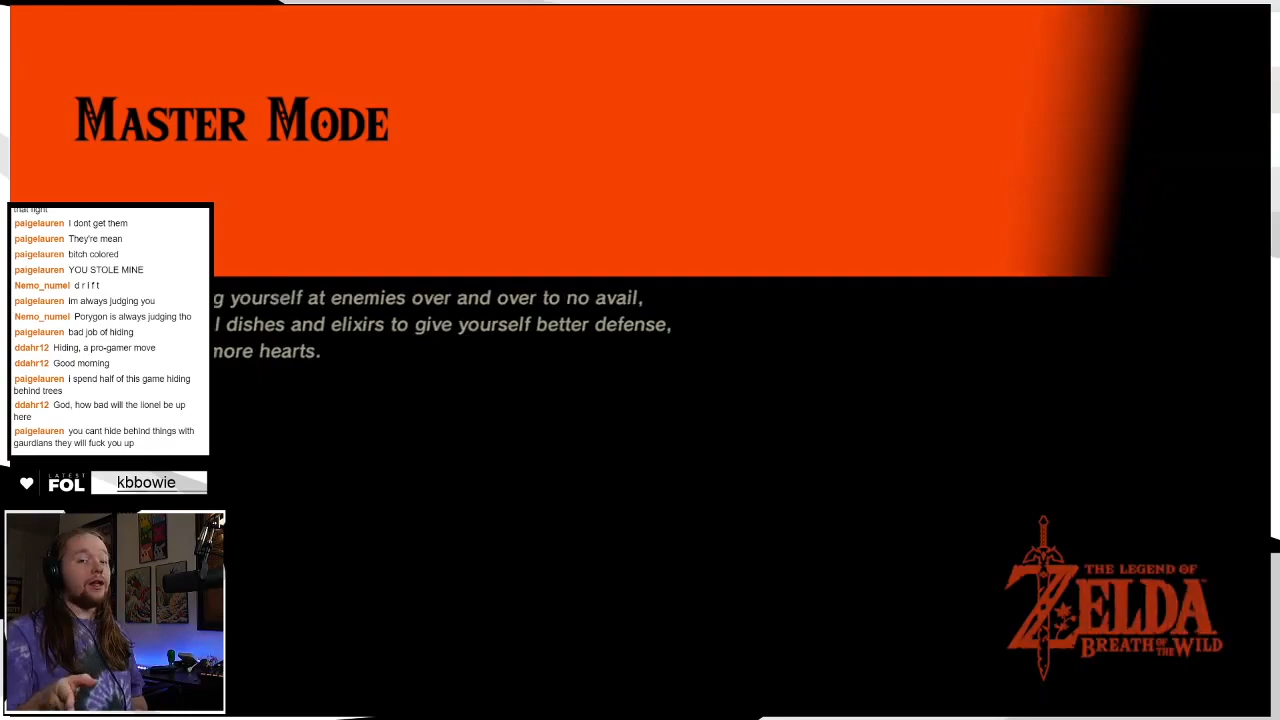 MASTER MODE
that fight
paigelauren I dont get them
paigelauren They're mean
paigelauren bitch colored
paigelauren YOU STOLE MINE
Nemo_numel d r i f t
paigelauren im always judging you
Nemo_numel Porygon is always judging tho
paigelauren bad job of hiding
ddahr12 Hiding, a pro-gamer move
ddahr12 Good morning
paigelauren i spend half of this game hiding
behind trees
ddahr12 God, how bad will the lionel be up
here
paigelauren you cant hide behind things with
gaurdians they will fuck you up
g yourself at enemies over and over to no avail,
l dishes and elixirs to give yourself better defense,
more hearts.
LATEST
FOL kbbowie
THE LEGEND OF
ZELDA
BREATH OF THE WILD